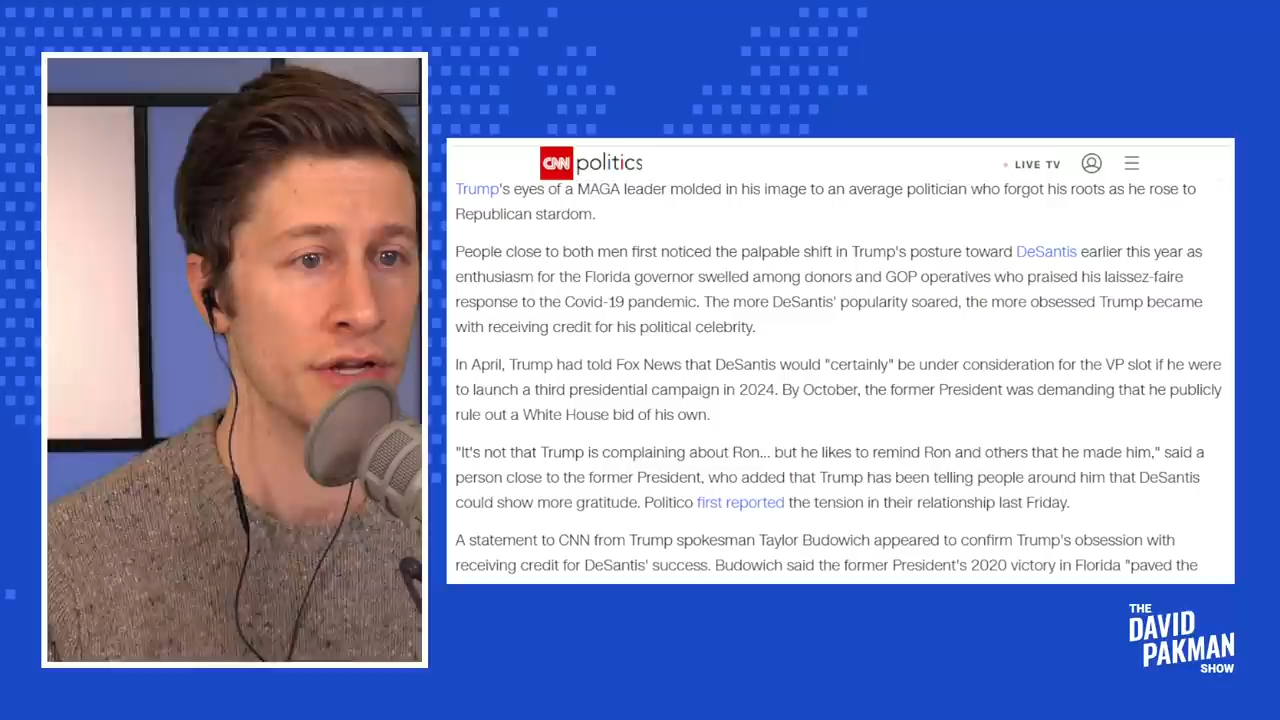 CNN politics
LIVE TV
Trump's eyes of a MAGA leader molded in his image to an average politician who forgot his roots as he rose to
Republican stardom.
People close to both men first noticed the palpable shift in Trump's posture toward DeSantis earlier this year as
enthusiasm for the Florida governor swelled among donors and GOP operatives who praised his laissez-faire
response to the Covid-19 pandemic. The more DeSantis' popularity soared, the more obsessed Trump became
with receiving credit for his political celebrity.
In April, Trump had told Fox News that DeSantis would "certainly" be under consideration for the VP slot if he were
to launch a third presidential campaign in 2024. By October, the former President was demanding that he publicly
rule out a White House bid of his own.
"It's not that Trump is complaining about Ron... but he likes to remind Ron and others that he made him," said a
person close to the former President, who added that Trump has been telling people around him that DeSantis
could show more gratitude. Politico first reported the tension in their relationship last Friday.
A statement to CNN from Trump spokesman Taylor Budowich appeared to confirm Trump's obsession with
receiving credit for DeSantis' success. Budowich said the former President's 2020 victory in Florida "paved the
THE
DAVID
PAKMAN
SHOW